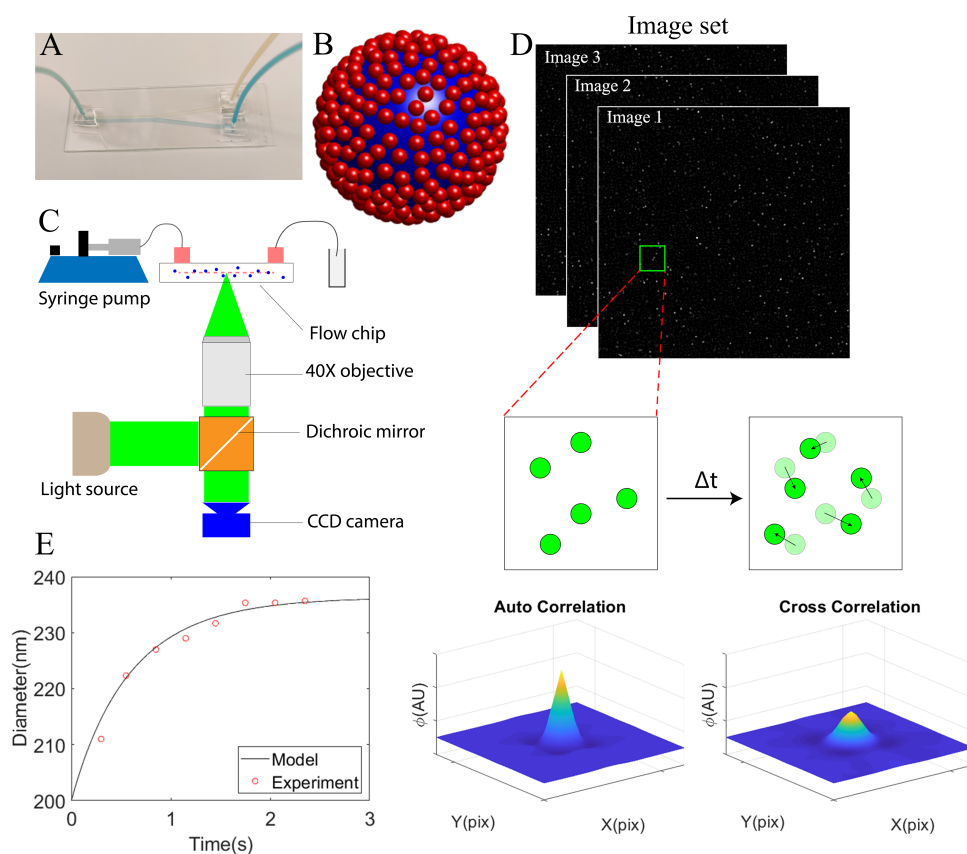 A
B
D
Image set
Image 3
Image 2
Image 1
C
Syringe pump
Flow chip
40X objective
Dichroic mirror
Light source
CCD camera
Δt
E
240
230
220
210
200
Diameter(nm)
0
1
2
3
Time(s)
Model
Experiment
Auto Correlation
ϕ(AU)
Y(pix)
X(pix)
Cross Correlation
ϕ(AU)
Y(pix)
X(pix)